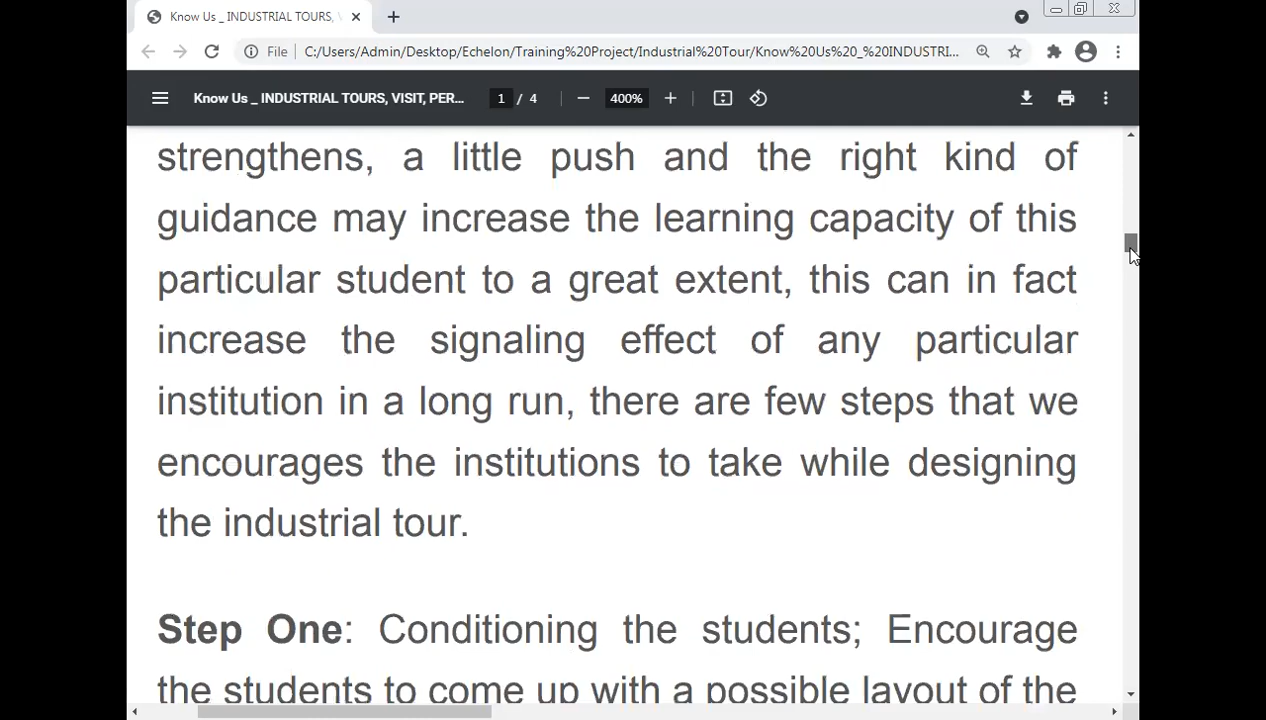 Know Us _ INDUSTRIAL TOURS, V
File C:/Users/Admin/Desktop/Echelon/Training%20Project/Industrial%20Tour/Know%20Us%20_%20INDUSTRI...
Know Us _ INDUSTRIAL TOURS, VISIT, PER... 1 / 4 400%
strengthens, a little push and the right kind of
guidance may increase the learning capacity of this
particular student to a great extent, this can in fact
increase the signaling effect of any particular
institution in a long run, there are few steps that we
encourages the institutions to take while designing
the industrial tour.
Step One: Conditioning the students; Encourage
the students to come up with a possible layout of the